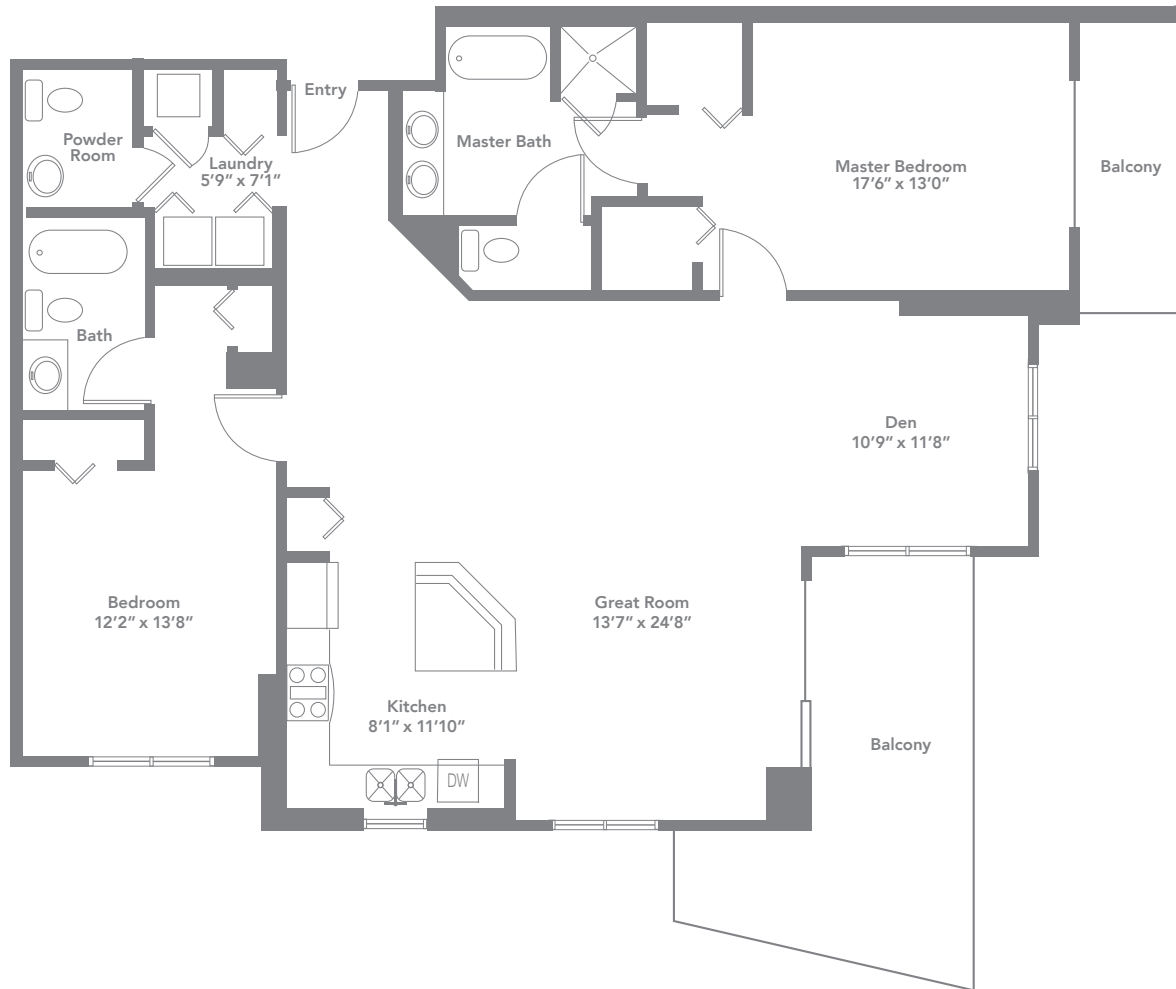 Entry
Powder
Room
Laundry
5’9” x 7’1”
Master Bath
Master Bedroom
17’6” x 13’0”
Balcony
Bath
Den
10’9” x 11’8”
Bedroom
12’2” x 13’8”
Great Room
13’7” x 24’8”
Kitchen
8’1” x 11’10”
Balcony
DW